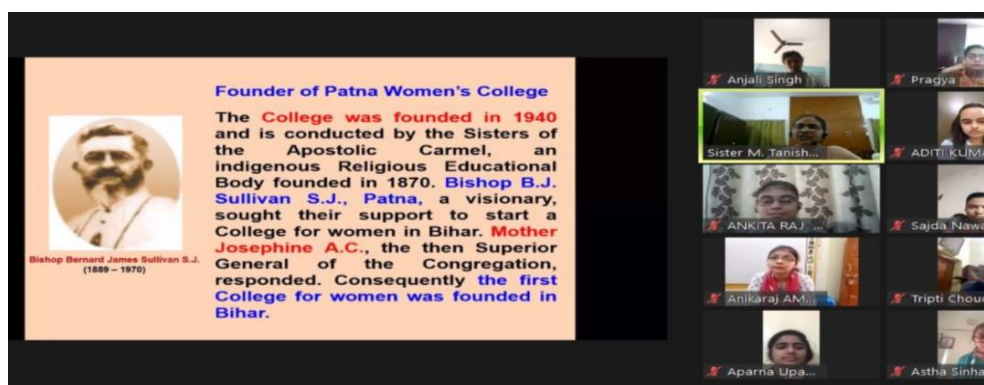 Founder of Patna Women's College
The College was founded in 1940
and is conducted by the Sisters of
the Apostolic Carmel, an
indigenous Religious Educational
Body founded in 1870. Bishop B.J.
Sullivan S.J., Patna, a visionary,
sought their support to start a
College for women in Bihar. Mother
Josephine A.C., the then Superior
General of the Congregation,
responded. Consequently the first
College for women was founded in
Bihar.
Bishop Bernard James Sullivan S.J.
(1889 – 1970)
Anjali Singh
Pragya
Sister M. Tanish...
ADITI KUMA
ANKITA RAJ ...
Sajda Nawa
Anikaraj AM...
Tripti Choud
Aparna Upa...
Astha Sinha